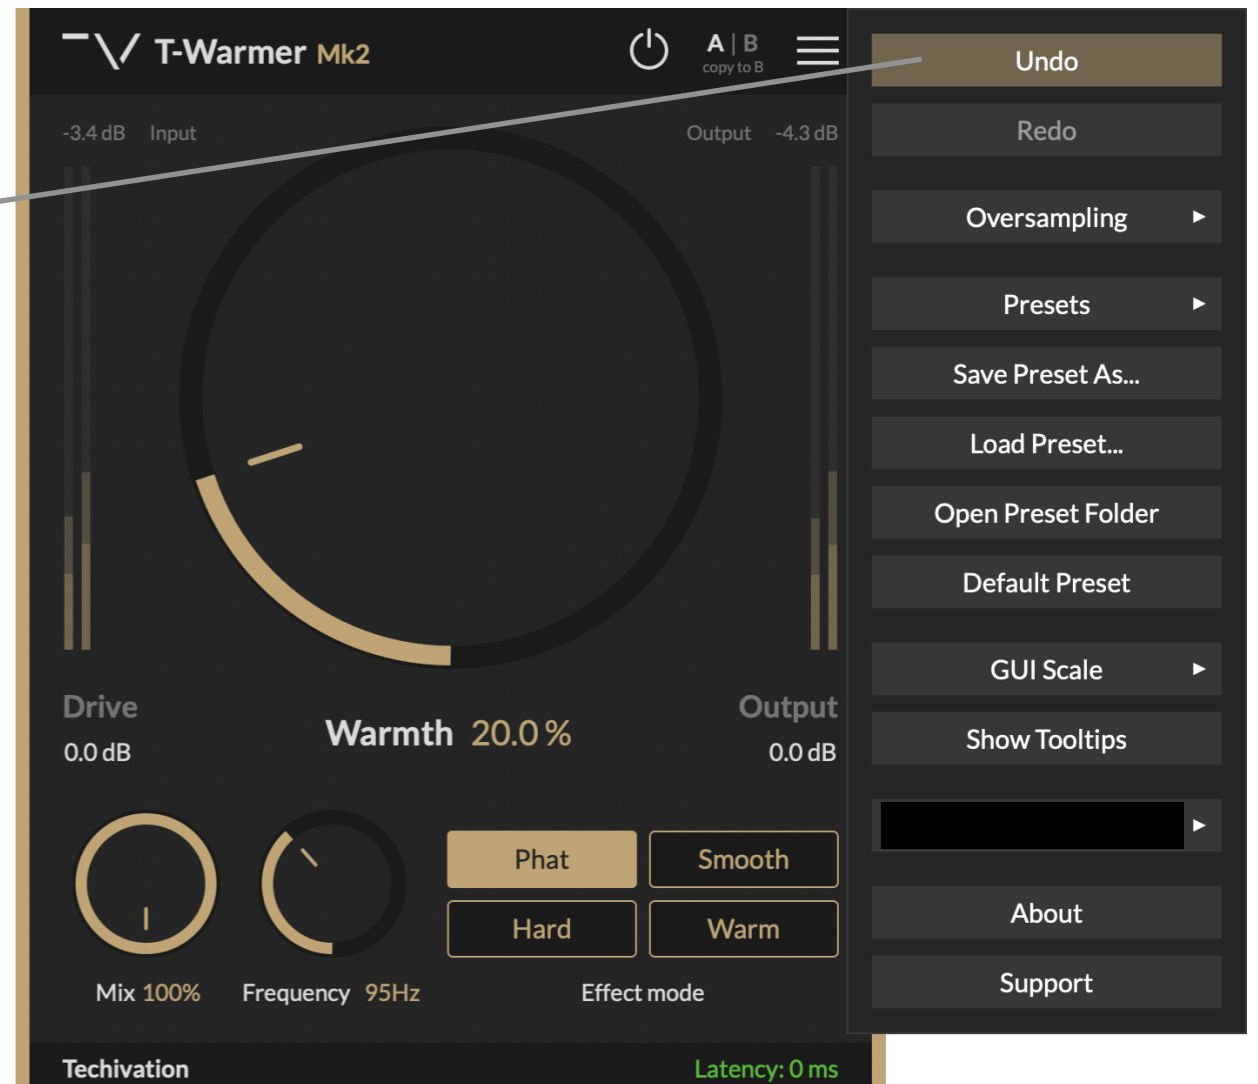 T-Warmer Mk2
A | B
copy to B
-3.4 dB Input
Output -4.3 dB
Drive
0.0 dB
Warmth 20.0 %
Output
0.0 dB
Phat
Smooth
Hard
Warm
Mix 100%
Frequency 95Hz
Effect mode
Techivation
Latency: 0 ms
Undo
Redo
Oversampling
Presets
Save Preset As...
Load Preset...
Open Preset Folder
Default Preset
GUI Scale
Show Tooltips
About
Support